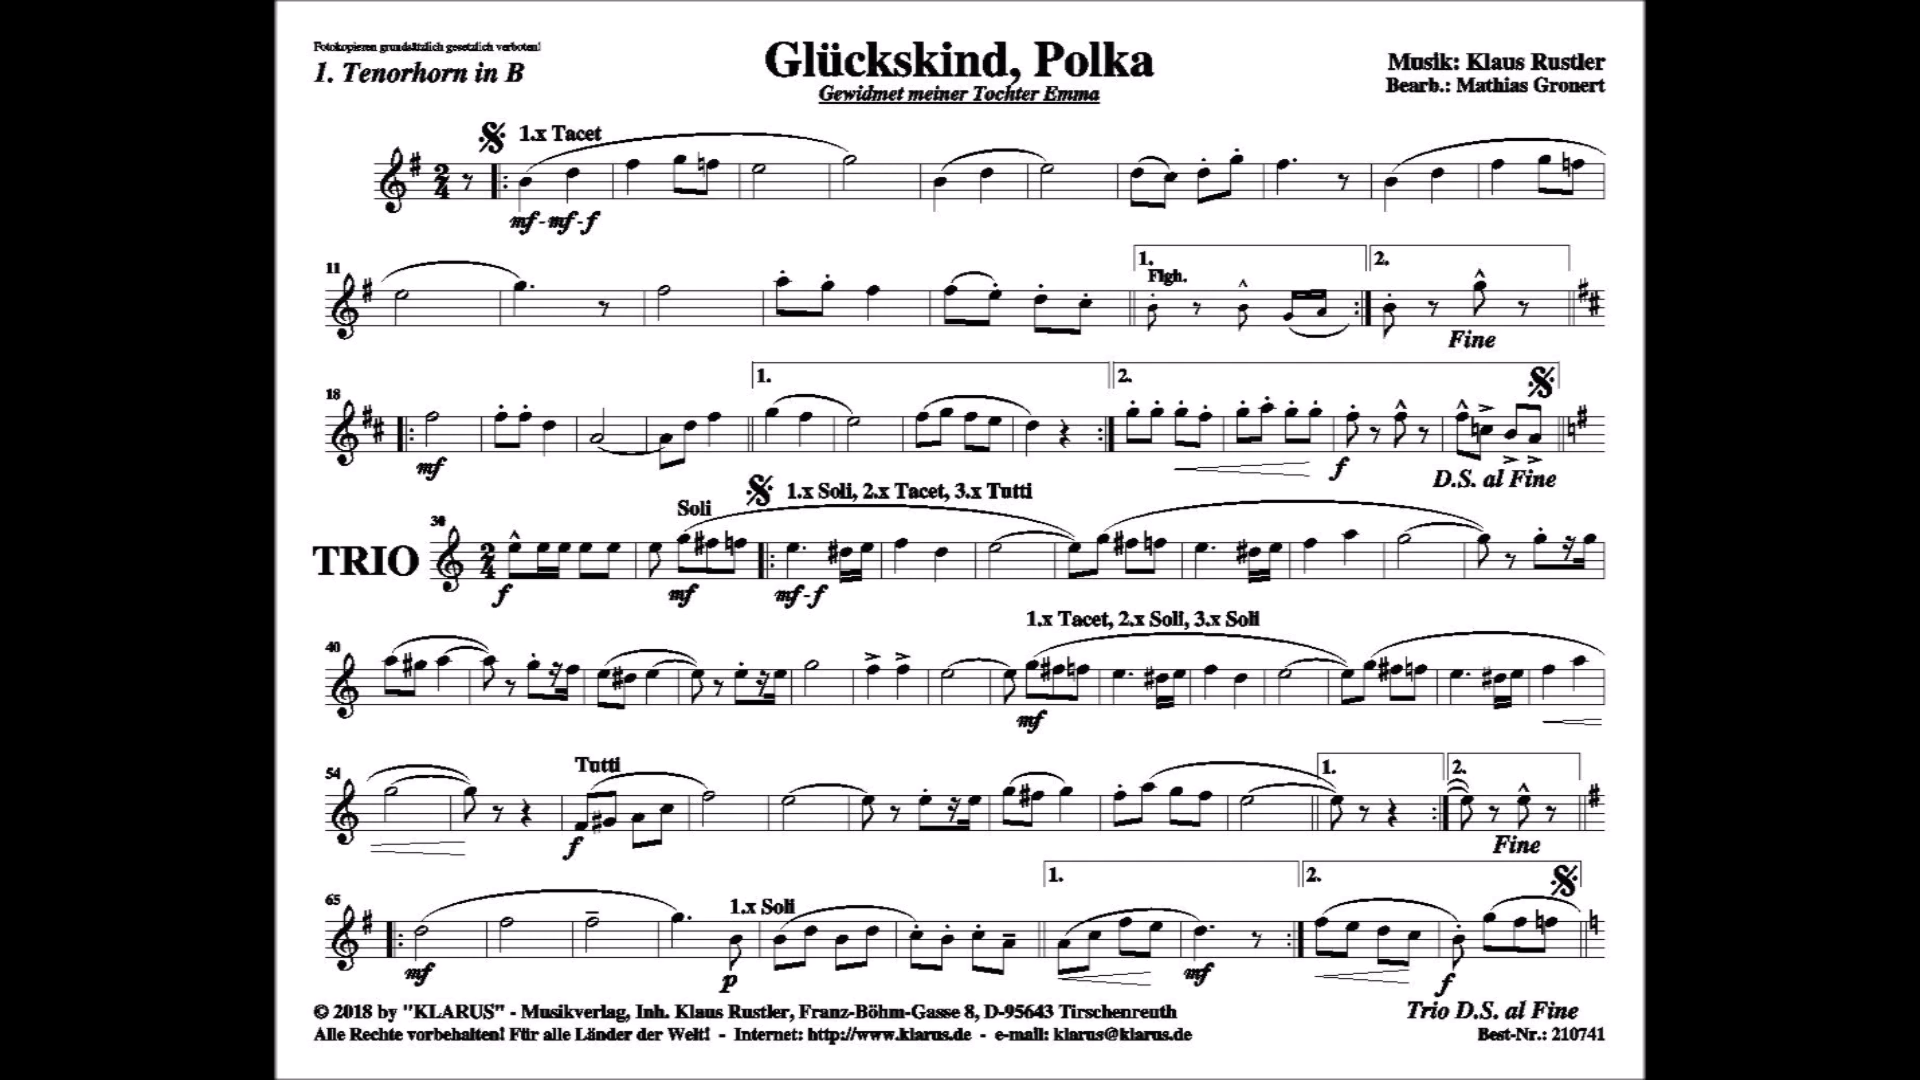 Fotokopieren grundsätzlich gesetzlich verboten!
1. Tenorhorn in B
Glückskind, Polka
Gewidmet meiner Tochter Emma
Musik: Klaus Rustler
Bearb.: Mathias Gronert
1.x Tacet
mf - mf - f
11
1.
Flgh.
2.
Fine
18
1.
2.
mf
f
D.S. al Fine
TRIO
30
Soli
1.x Soli, 2.x Tacet, 3.x Tutti
f
mf
mf - f
40
1.x Tacet, 2.x Soli, 3.x Soli
mf
54
Tutti
1.
2.
f
Fine
65
1.x Soli
1.
2.
mf
p
mf
f
Trio D.S. al Fine
© 2018 by "KLARUS" - Musikverlag, Inh. Klaus Rustler, Franz-Böhm-Gasse 8, D-95643 Tirschenreuth
Alle Rechte vorbehalten! Für alle Länder der Welt! - Internet: http://www.klarus.de - e-mail: klarus@klarus.de
Best-Nr.: 210741